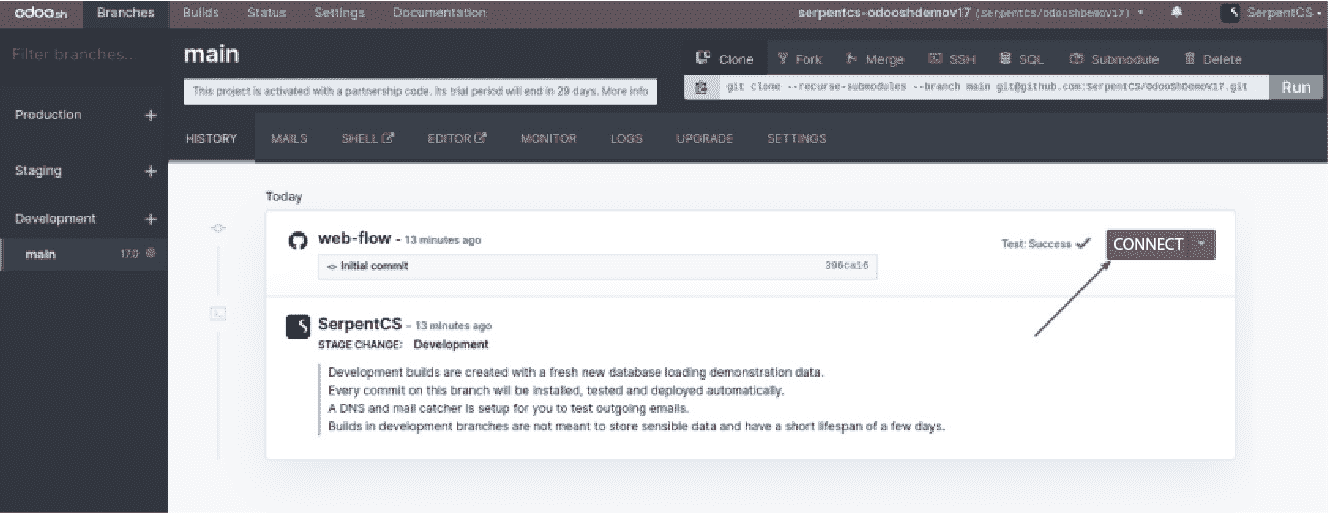 odoo.sh Branches Builds Status Settings Documentation serpentcs-odooshdemov17 (SerpentCS/OdooShDemoV17) SerpentCS
Filter branches..
main
Clone Fork Merge SSH SQL Submodule Delete
This project is activated with a partnership code. Its trial period will end in 29 days. More info
git clone --recurse-submodules --branch main git@github.com:SerpentCS/OdooShDemoV17.git Run
Production +
HISTORY MAILS SHELL EDITOR MONITOR LOGS UPGRADE SETTINGS
Staging +
Development +
main 17.0
Today
web-flow - 13 minutes ago
Test: Success CONNECT
Initial commit 396ca16
SerpentCS - 13 minutes ago
STAGE CHANGE: Development
Development builds are created with a fresh new database loading demonstration data.
Every commit on this branch will be installed, tested and deployed automatically.
A DNS and mail catcher is setup for you to test outgoing emails.
Builds in development branches are not meant to store sensible data and have a short lifespan of a few days.